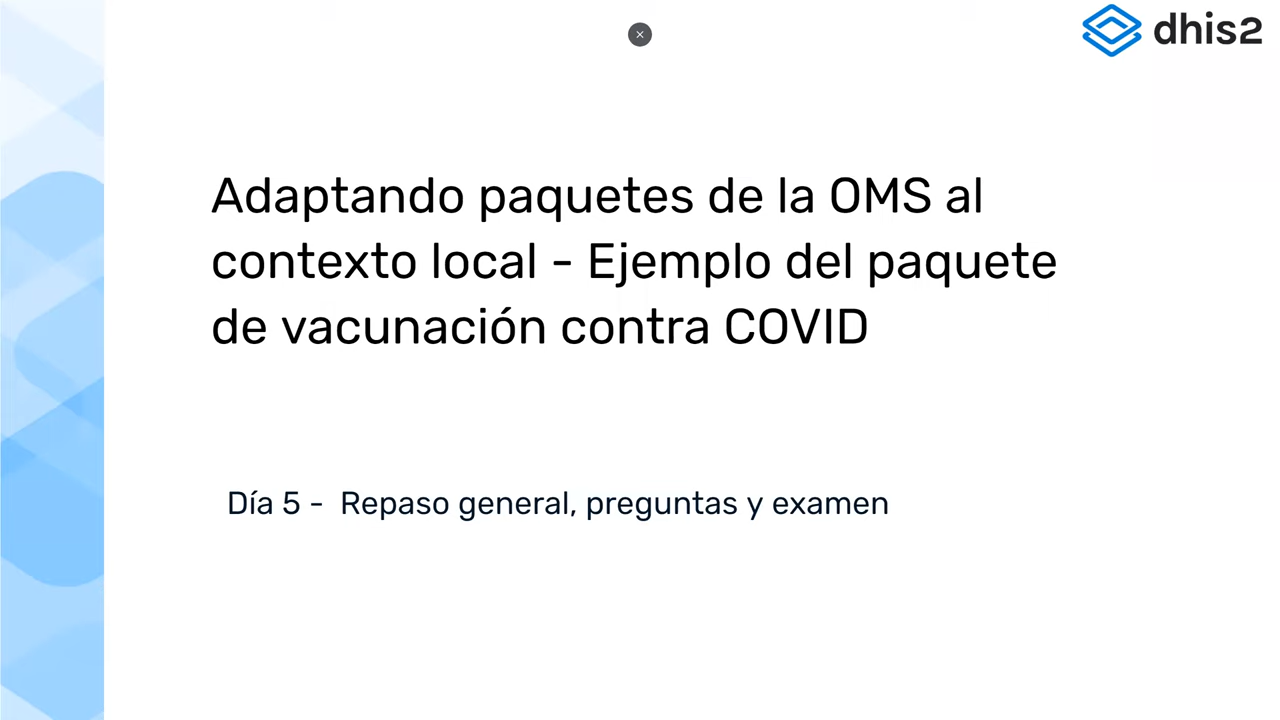 dhis2
Adaptando paquetes de la OMS al
contexto local - Ejemplo del paquete
de vacunación contra COVID
Día 5 - Repaso general, preguntas y examen